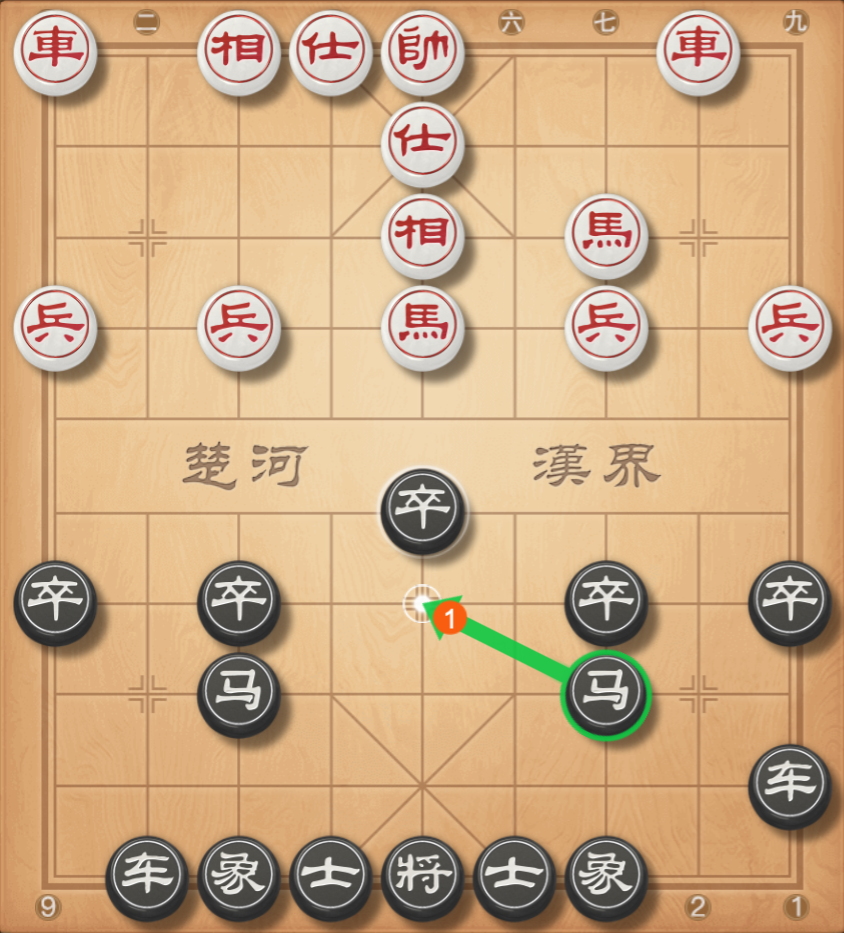 二 六 七 九
車 相 仕 帥 車
仕
相 馬
兵 兵 馬 兵 兵
楚河 漢界
卒
卒 卒 1 卒 卒
马 马
车
车 象 士 将 士 象
9 2 1